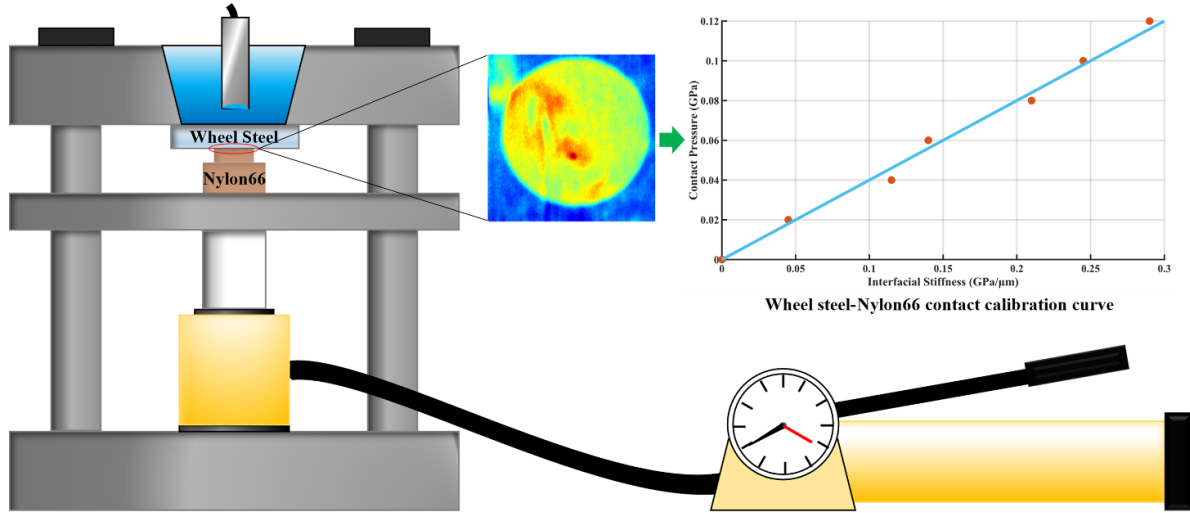 Wheel Steel
Nylon66
Contact Pressure (GPa)
0.12
0.1
0.08
0.06
0.04
0.02
0
0 0.05 0.1 0.15 0.2 0.25 0.3
Interfacial Stiffness (GPa/μm)
Wheel steel-Nylon66 contact calibration curve